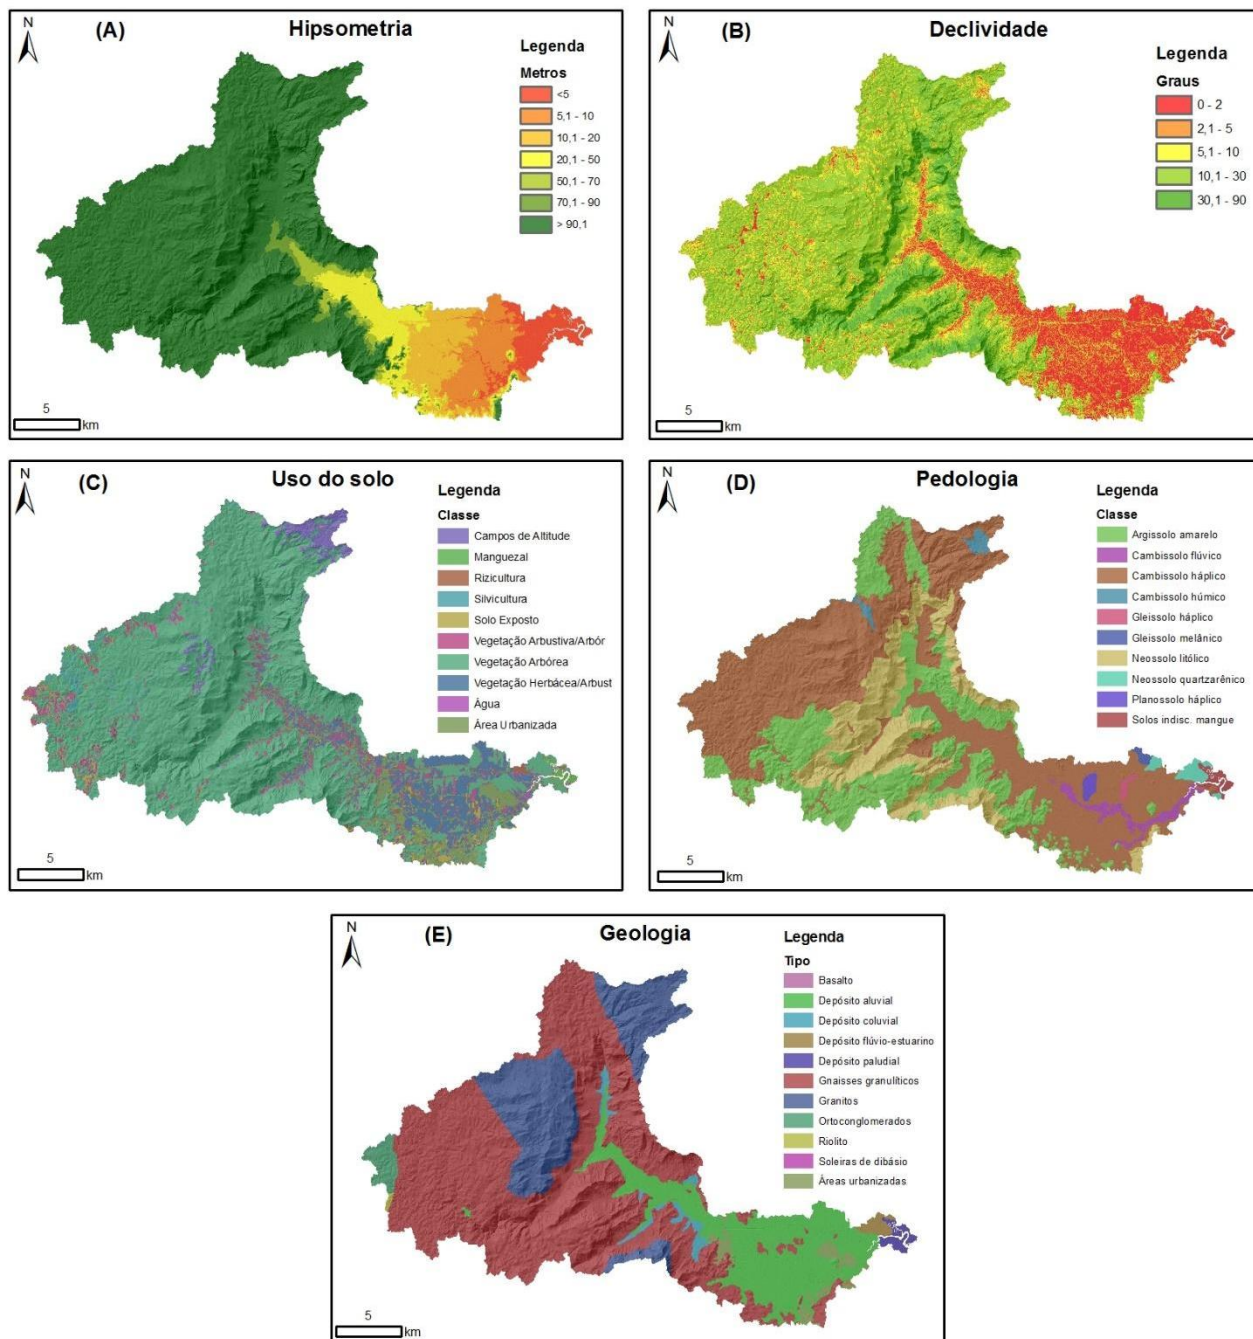 N
(A)
Hipsometria
Legenda
Metros
<5
5,1 - 10
10,1 - 20
20,1 - 50
50,1 - 70
70,1 - 90
> 90,1
5
km
N
(B)
Declividade
Legenda
Graus
0 - 2
2,1 - 5
5,1 - 10
10,1 - 30
30,1 - 90
5
km
N
(C)
Uso do solo
Legenda
Classe
Campos de Altitude
Manguezal
Rizicultura
Silvicultura
Solo Exposto
Vegetação Arbustiva/Arbór
Vegetação Arbórea
Vegetação Herbácea/Arbust
Água
Área Urbanizada
5
km
N
(D)
Pedologia
Legenda
Classe
Argissolo amarelo
Cambissolo flúvico
Cambissolo háplico
Cambissolo húmico
Gleissolo háplico
Gleissolo melânico
Neossolo litólico
Neossolo quartzarênico
Planossolo háplico
Solos indisc. mangue
5
km
N
(E)
Geologia
Legenda
Tipo
Basalto
Depósito aluvial
Depósito coluvial
Depósito flúvio-estuarino
Depósito paludial
Gnaisses granulíticos
Granitos
Ortoconglomerados
Riolito
Soleiras de dibásio
Áreas urbanizadas
5
km